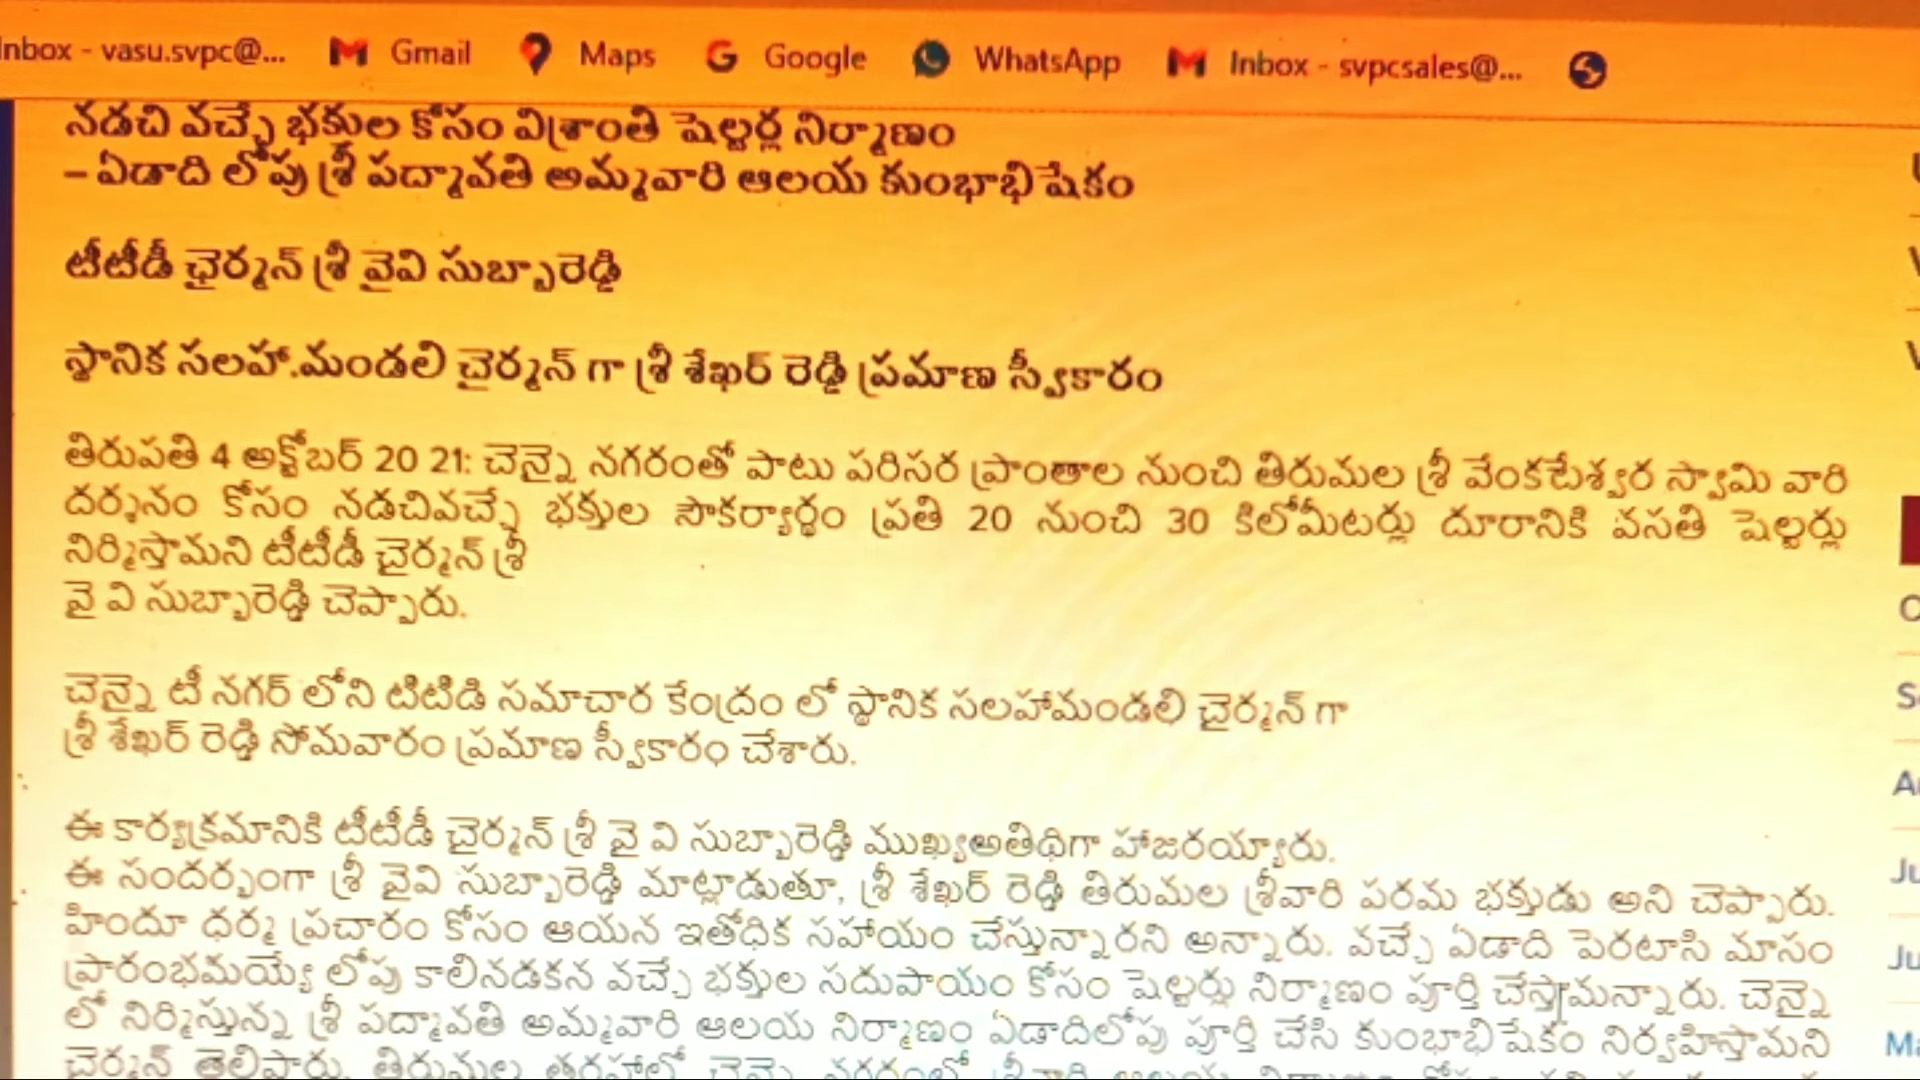 Inbox - vasu.svpc@... Gmail Maps Google WhatsApp Inbox - svpcsales@...
నడచి వచ్చే భక్తుల కోసం విశ్రాంతి షెల్టర్ల నిర్మాణం
– ఏడాది లోపు శ్రీ పద్మావతి అమ్మవారి ఆలయ కుంభాభిషేకం
టీటీడీ ఛైర్మన్ శ్రీ వైవి సుబ్బారెడ్డి
స్థానిక సలహా.మండలి చైర్మన్ గా శ్రీ శేఖర్ రెడ్డి ప్రమాణ స్వీకారం
తిరుపతి 4 అక్టోబర్ 20 21: చెన్నై నగరంతో పాటు పరిసర ప్రాంతాల నుంచి తిరుమల శ్రీ వేంకటేశ్వర స్వామి వారి
దర్శనం కోసం నడచివచ్చే భక్తుల సౌకర్యార్థం ప్రతి 20 నుంచి 30 కిలోమీటర్లు దూరానికి వసతి షెల్టర్లు
నిర్మిస్తామని టీటీడీ చైర్మన్ శ్రీ
వై వి సుబ్బారెడ్డి చెప్పారు.
చెన్నై టీ నగర్ లోని టిటిడి సమాచార కేంద్రం లో స్థానిక సలహామండలి చైర్మన్ గా
శ్రీ శేఖర్ రెడ్డి సోమవారం ప్రమాణ స్వీకారం చేశారు.
ఈ కార్యక్రమానికి టీటీడీ చైర్మన్ శ్రీ వై వి సుబ్బారెడ్డి ముఖ్యఅతిథిగా హాజరయ్యారు.
ఈ సందర్భంగా శ్రీ వైవి సుబ్బారెడ్డి మాట్లాడుతూ, శ్రీ శేఖర్ రెడ్డి తిరుమల శ్రీవారి పరమ భక్తుడు అని చెప్పారు.
హిందూ ధర్మ ప్రచారం కోసం ఆయన ఇతోధిక సహాయం చేస్తున్నారని అన్నారు. వచ్చే ఏడాది పెరటాసి మాసం
ప్రారంభమయ్యే లోపు కాలినడకన వచ్చే భక్తుల సదుపాయం కోసం షెల్టర్లు నిర్మాణం పూర్తి చేస్తామన్నారు. చెన్నై
లో నిర్మిస్తున్న శ్రీ పద్మావతి అమ్మవారి ఆలయ నిర్మాణం ఏడాదిలోపు పూర్తి చేసి కుంభాభిషేకం నిర్వహిస్తామని
చైర్మన్ తెలిపారు. తిరుమల తరహాలో చెన్నై నగరంలో శ్రీవారి ఆలయ